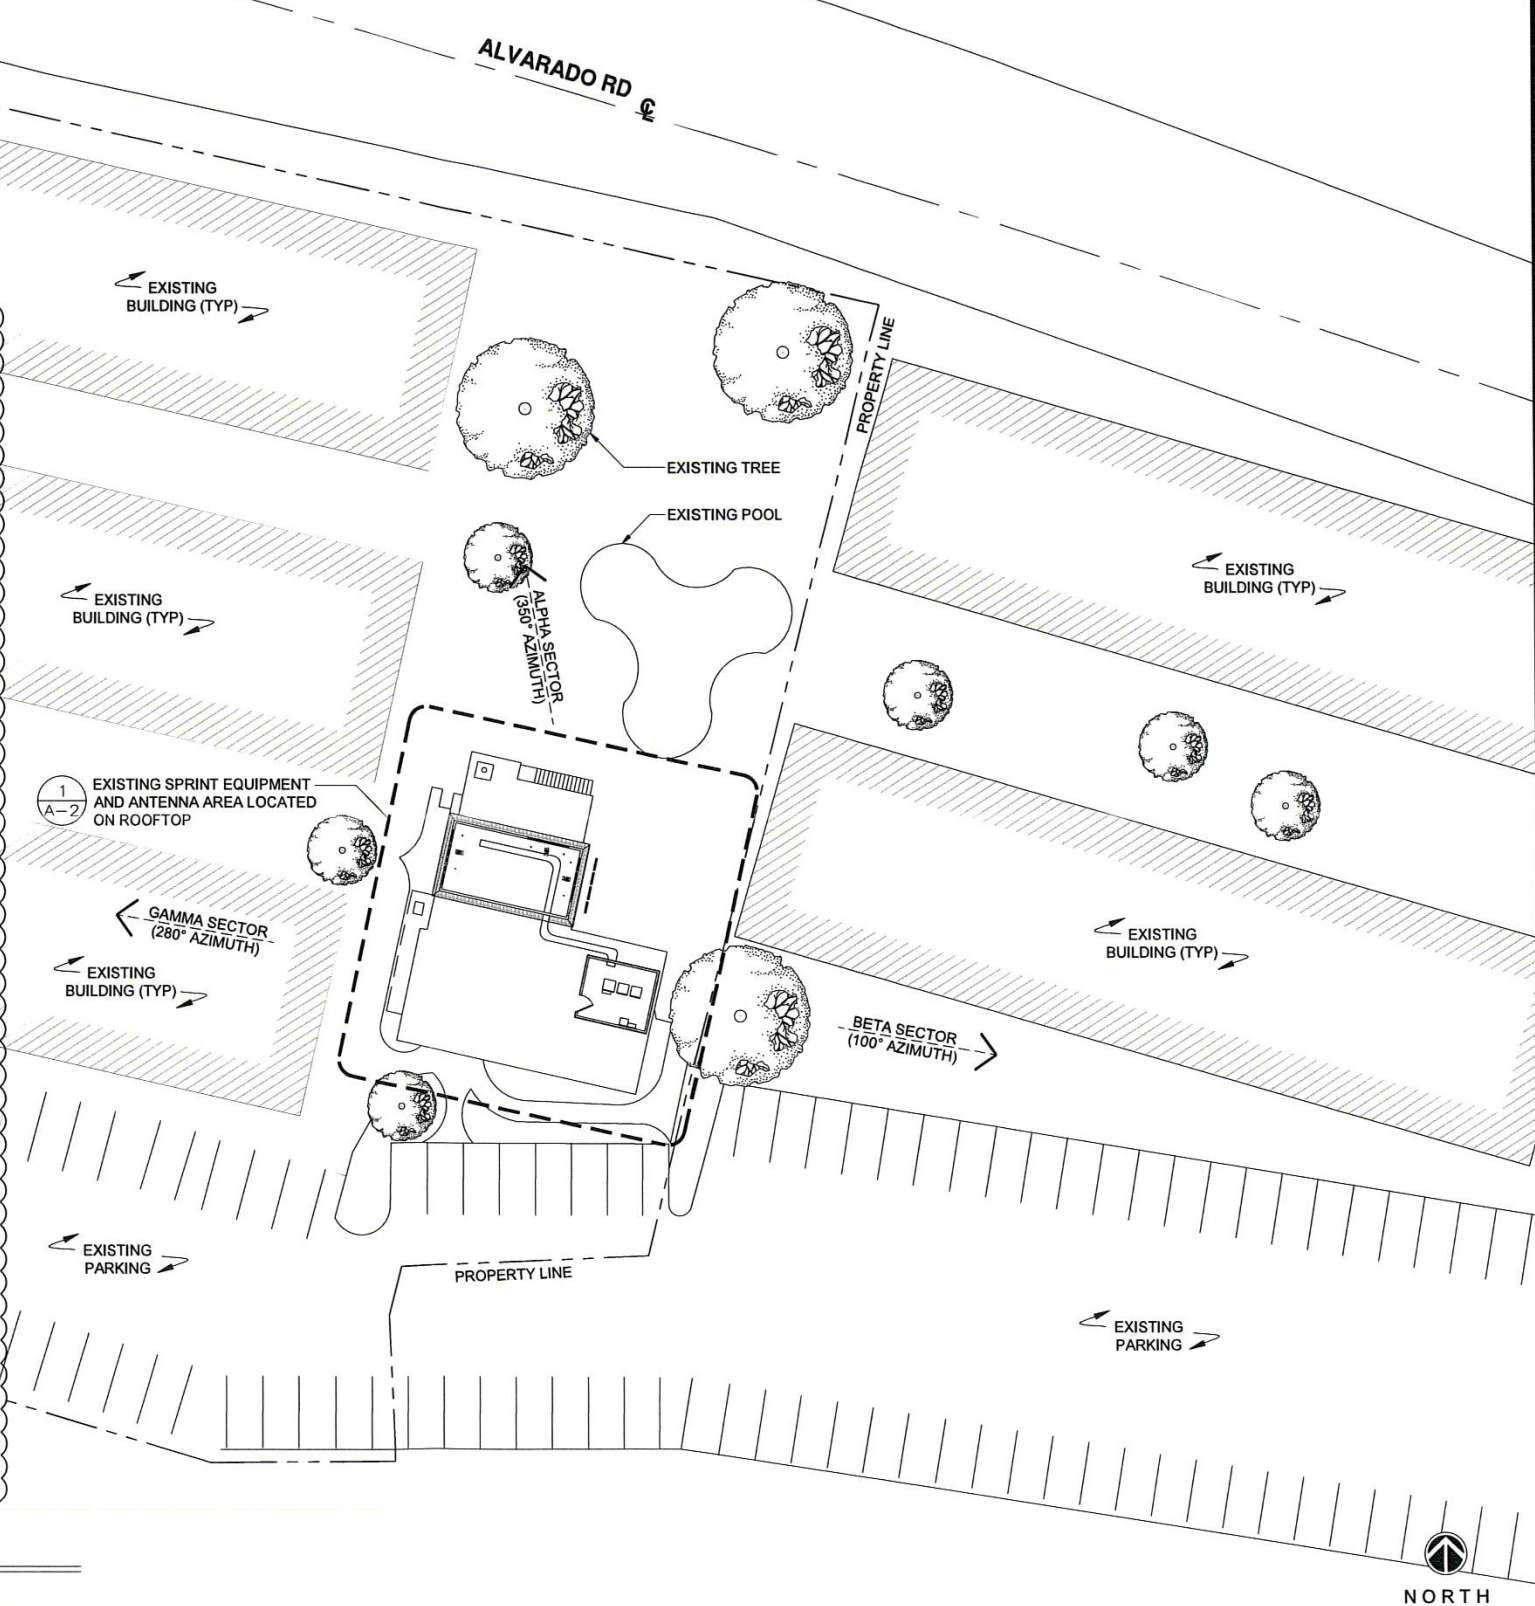 ALVARADO RD ℄
EXISTING
BUILDING (TYP)
PROPERTY LINE
EXISTING TREE
EXISTING POOL
EXISTING
BUILDING (TYP)
EXISTING
BUILDING (TYP)
ALPHA SECTOR
(350° AZIMUTH)
1
A-2
EXISTING SPRINT EQUIPMENT
AND ANTENNA AREA LOCATED
ON ROOFTOP
GAMMA SECTOR
(280° AZIMUTH)
EXISTING
BUILDING (TYP)
EXISTING
BUILDING (TYP)
BETA SECTOR
(100° AZIMUTH)
EXISTING
PARKING
PROPERTY LINE
EXISTING
PARKING
NORTH